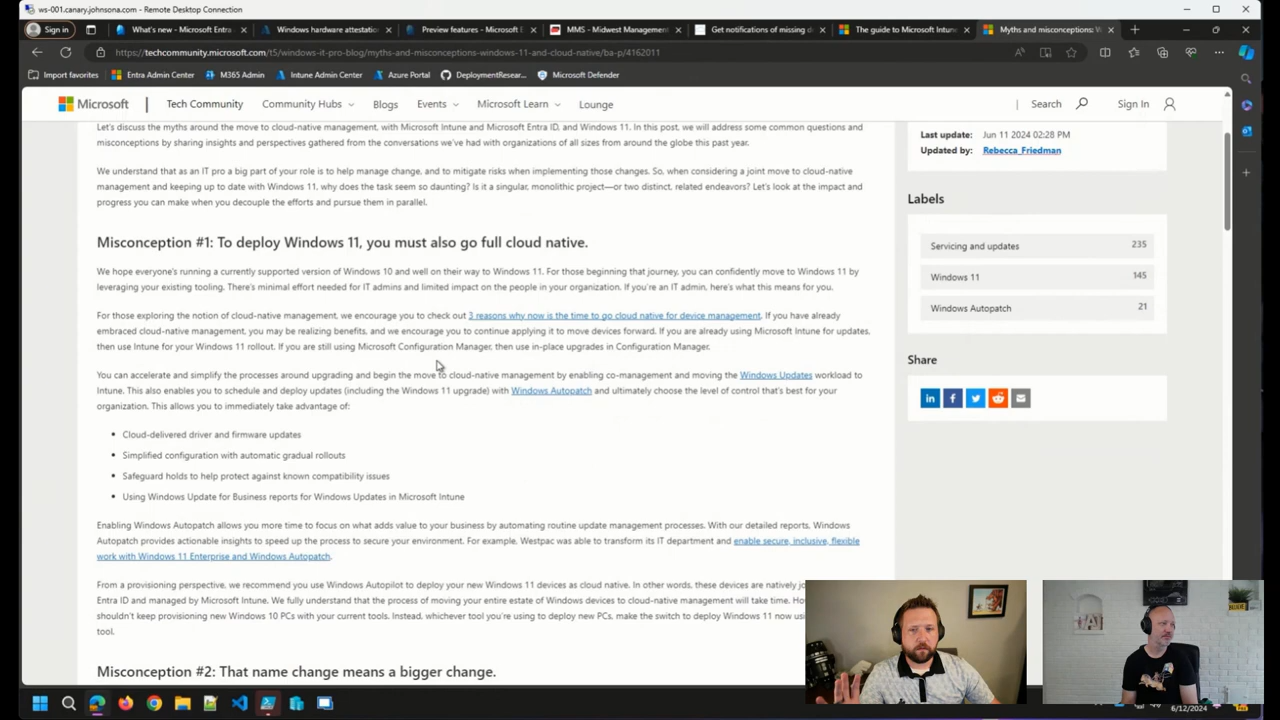 ws-001.canary.johnsona.com - Remote Desktop Connection
Sign in
What's new - Microsoft Entra
Windows hardware attestatio
Preview features - Microsoft E
MMS - Midwest Management
Get notifications of missing d
The guide to Microsoft Intune
Myths and misconceptions: W
https://techcommunity.microsoft.com/t5/windows-it-pro-blog/myths-and-misconceptions-windows-11-and-cloud-native/ba-p/4162011
Import favorites
Entra Admin Center
M365 Admin
Intune Admin Center
Azure Portal
DeploymentResear...
Microsoft Defender
Microsoft
Tech Community
Community Hubs
Blogs
Events
Microsoft Learn
Lounge
Search
Sign In
Let's discuss the myths around the move to cloud-native management, with Microsoft Intune and Microsoft Entra ID, and Windows 11. In this post, we will address some common questions and
misconceptions by sharing insights and perspectives gathered from the conversations we've had with organizations of all sizes from around the globe this past year.
We understand that as an IT pro a big part of your role is to help manage change, and to mitigate risks when implementing those changes. So, when considering a joint move to cloud-native
management and keeping up to date with Windows 11, why does the task seem so daunting? Is it a singular, monolithic project—or two distinct, related endeavors? Let's look at the impact and
progress you can make when you decouple the efforts and pursue them in parallel.
Misconception #1: To deploy Windows 11, you must also go full cloud native.
We hope everyone's running a currently supported version of Windows 10 and well on their way to Windows 11. For those beginning that journey, you can confidently move to Windows 11 by
leveraging your existing tooling. There's minimal effort needed for IT admins and limited impact on the people in your organization. If you're an IT admin, here's what this means for you.
For those exploring the notion of cloud-native management, we encourage you to check out 3 reasons why now is the time to go cloud native for device management. If you have already
embraced cloud-native management, you may be realizing benefits, and we encourage you to continue applying it to move devices forward. If you are already using Microsoft Intune for updates,
then use Intune for your Windows 11 rollout. If you are still using Microsoft Configuration Manager, then use in-place upgrades in Configuration Manager.
You can accelerate and simplify the processes around upgrading and begin the move to cloud-native management by enabling co-management and moving the Windows Updates workload to
Intune. This also enables you to schedule and deploy updates (including the Windows 11 upgrade) with Windows Autopatch and ultimately choose the level of control that's best for your
organization. This allows you to immediately take advantage of:
• Cloud-delivered driver and firmware updates
• Simplified configuration with automatic gradual rollouts
• Safeguard holds to help protect against known compatibility issues
• Using Windows Update for Business reports for Windows Updates in Microsoft Intune
Enabling Windows Autopatch allows you more time to focus on what adds value to your business by automating routine update management processes. With our detailed reports, Windows
Autopatch provides actionable insights to speed up the process to secure your environment. For example, Westpac was able to transform its IT department and enable secure, inclusive, flexible
work with Windows 11 Enterprise and Windows Autopatch.
From a provisioning perspective, we recommend you use Windows Autopilot to deploy your new Windows 11 devices as cloud native. In other words, these devices are natively jo
Entra ID and managed by Microsoft Intune. We fully understand that the process of moving your entire estate of Windows devices to cloud-native management will take time. Ho
shouldn't keep provisioning new Windows 10 PCs with your current tools. Instead, whichever tool you're using to deploy new PCs, make the switch to deploy Windows 11 now us
tool.
Misconception #2: That name change means a bigger change.
Last update: Jun 11 2024 02:28 PM
Updated by: Rebecca_Friedman
Labels
Servicing and updates 235
Windows 11 145
Windows Autopatch 21
Share
6/12/2024